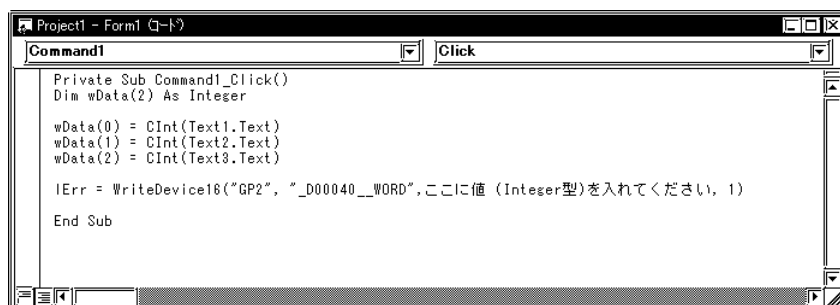 Project1 - Form1 (コード)
Command1 Click
Private Sub Command1_Click()
Dim wData(2) As Integer
wData(0) = CInt(Text1.Text)
wData(1) = CInt(Text2.Text)
wData(2) = CInt(Text3.Text)
lErr = WriteDevice16("GP2", "_D00040__WORD",ここに値 (Integer型)を入れてください, 1)
End Sub